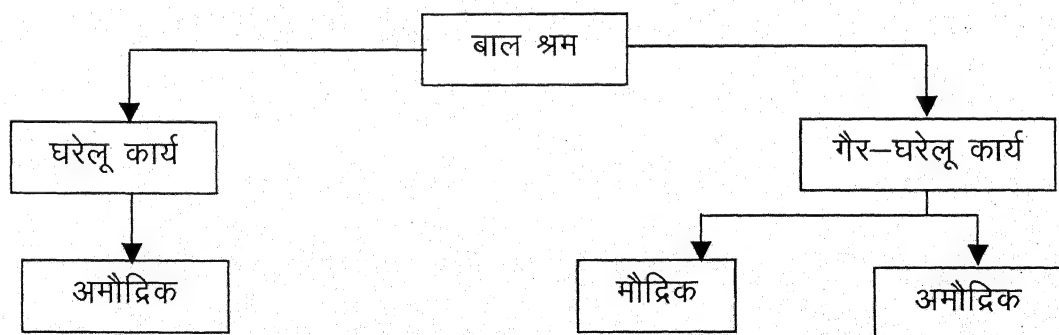 बाल श्रम
घरेलू कार्य
गैर–घरेलू कार्य
अमौद्रिक
मौद्रिक
अमौद्रिक